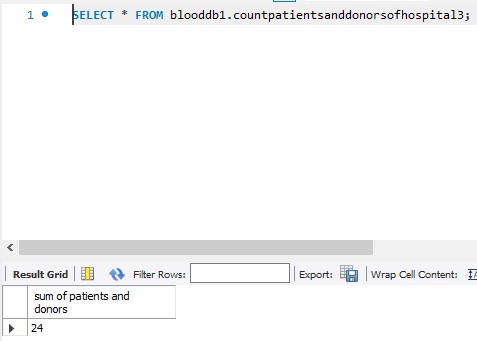 1 SELECT * FROM blooddb1.countpatientsanddonorsofhospital3;
Result Grid Filter Rows: Export: Wrap Cell Content:
sum of patients and
donors
24